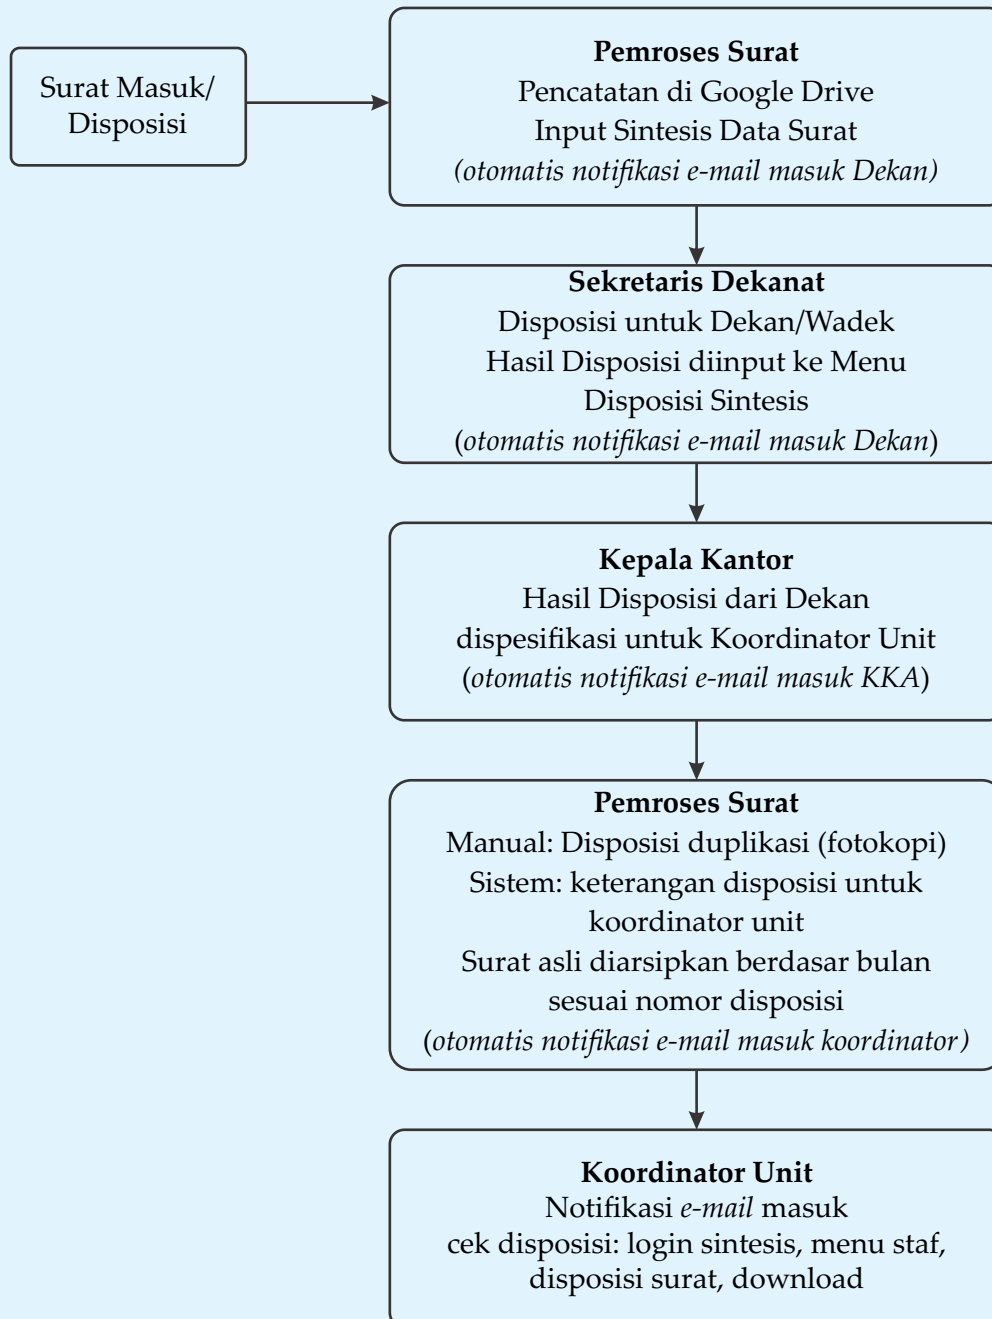 Surat Masuk/
Disposisi
Pemroses Surat
Pencatatan di Google Drive
Input Sintesis Data Surat
(otomatis notifikasi e-mail masuk Dekan)
Sekretaris Dekanat
Disposisi untuk Dekan/Wadek
Hasil Disposisi diinput ke Menu
Disposisi Sintesis
(otomatis notifikasi e-mail masuk Dekan)
Kepala Kantor
Hasil Disposisi dari Dekan
dispesifikasi untuk Koordinator Unit
(otomatis notifikasi e-mail masuk KKA)
Pemroses Surat
Manual: Disposisi duplikasi (fotokopi)
Sistem: keterangan disposisi untuk
koordinator unit
Surat asli diarsipkan berdasar bulan
sesuai nomor disposisi
(otomatis notifikasi e-mail masuk koordinator)
Koordinator Unit
Notifikasi e-mail masuk
cek disposisi: login sintesis, menu staf,
disposisi surat, download